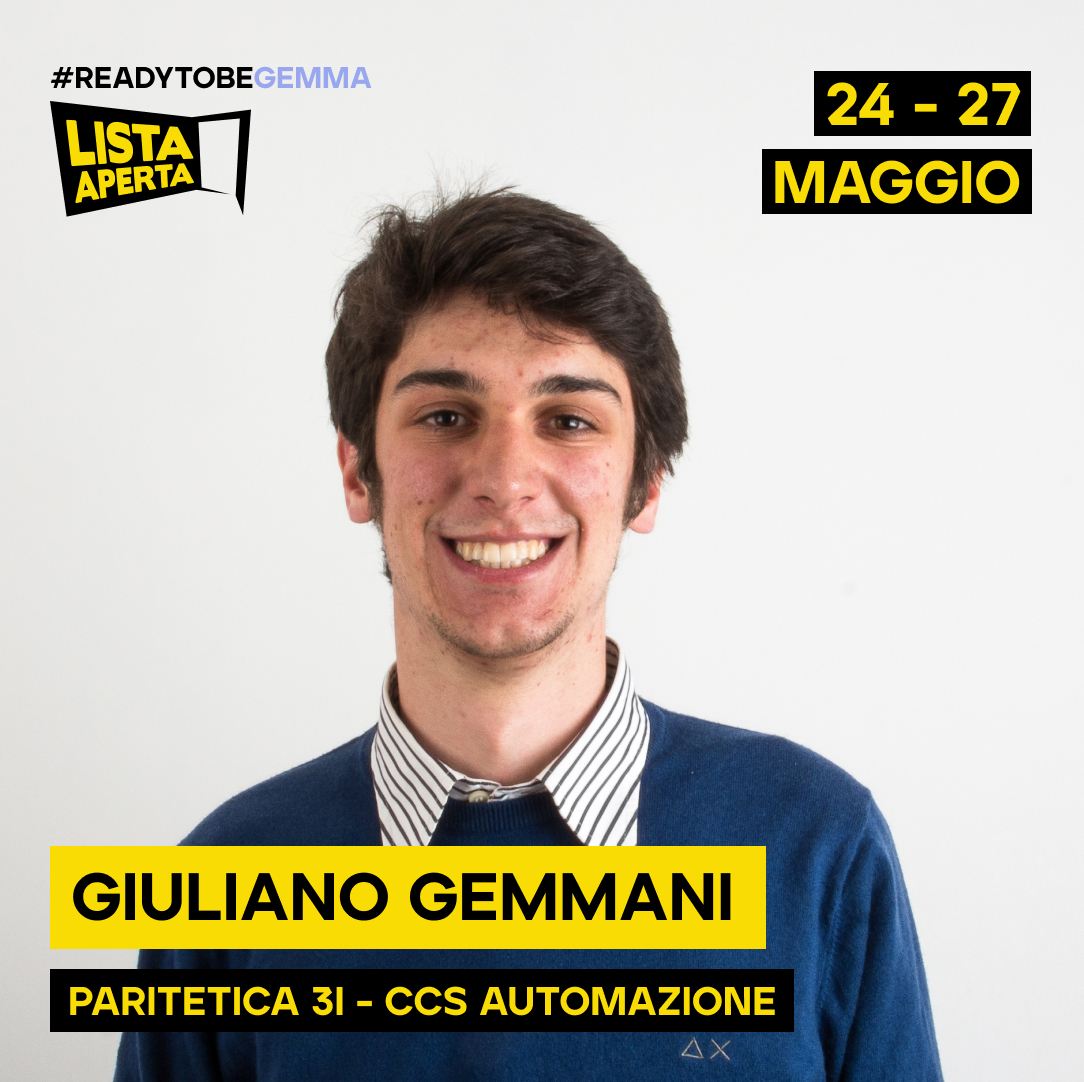 #READYTOBEGEMMA
LISTA
APERTA
24 - 27
MAGGIO
GIULIANO GEMMANI
PARITETICA 3I - CCS AUTOMAZIONE